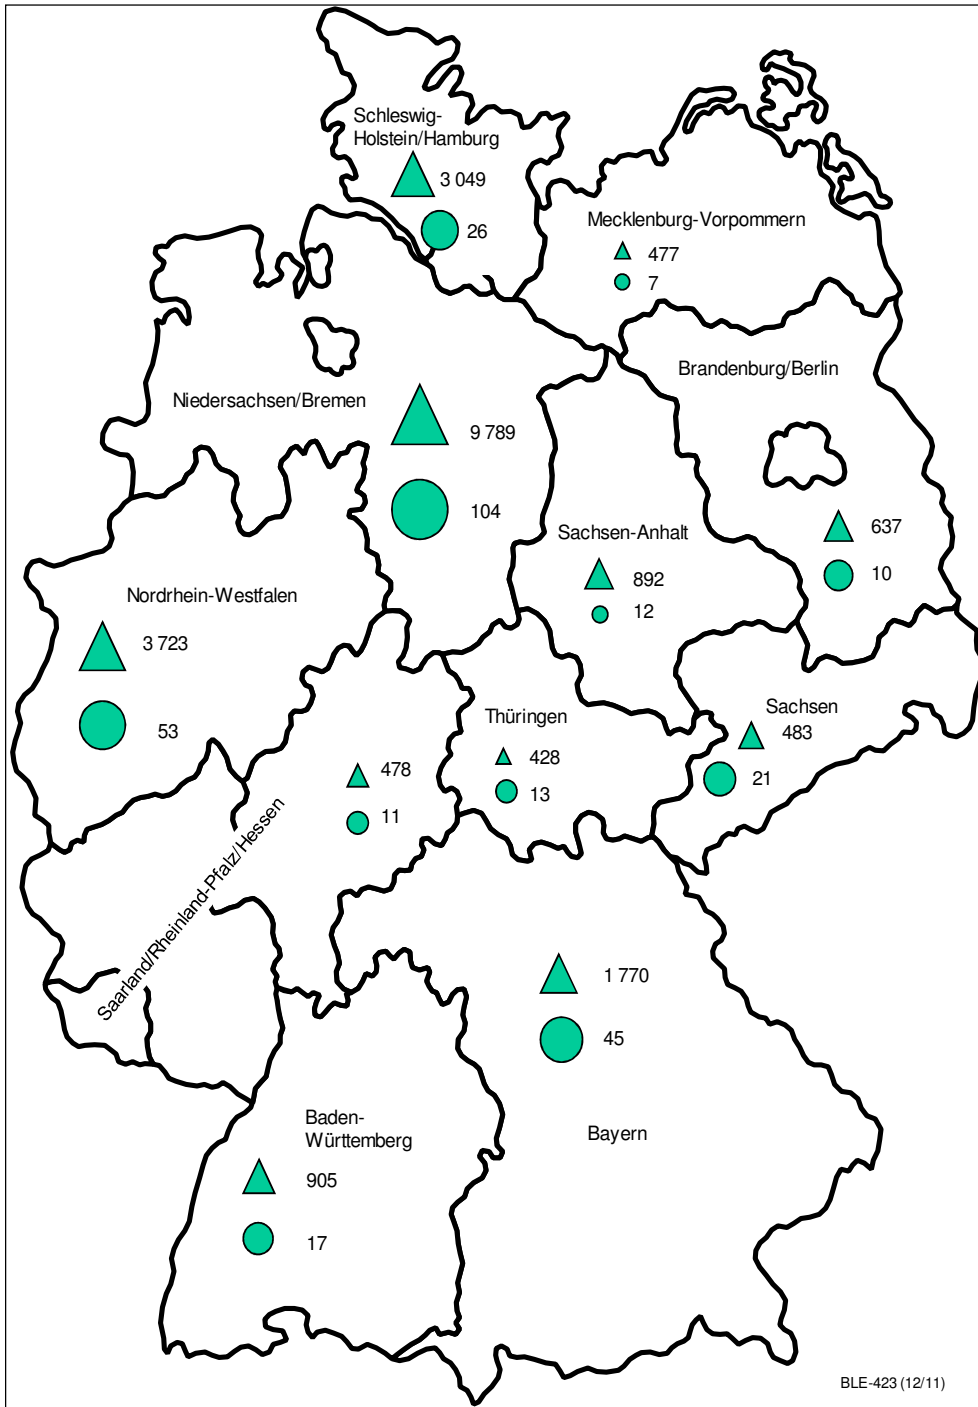 Schleswig-
Holstein/Hamburg
3 049
26
Mecklenburg-Vorpommern
477
7
Brandenburg/Berlin
637
10
Niedersachsen/Bremen
9 789
104
Sachsen-Anhalt
892
12
Nordrhein-Westfalen
3 723
53
Sachsen
483
21
Thüringen
428
13
478
11
Saarland/Rheinland-Pfalz/Hessen
1 770
45
Bayern
Baden-
Württemberg
905
17
BLE-423 (12/11)